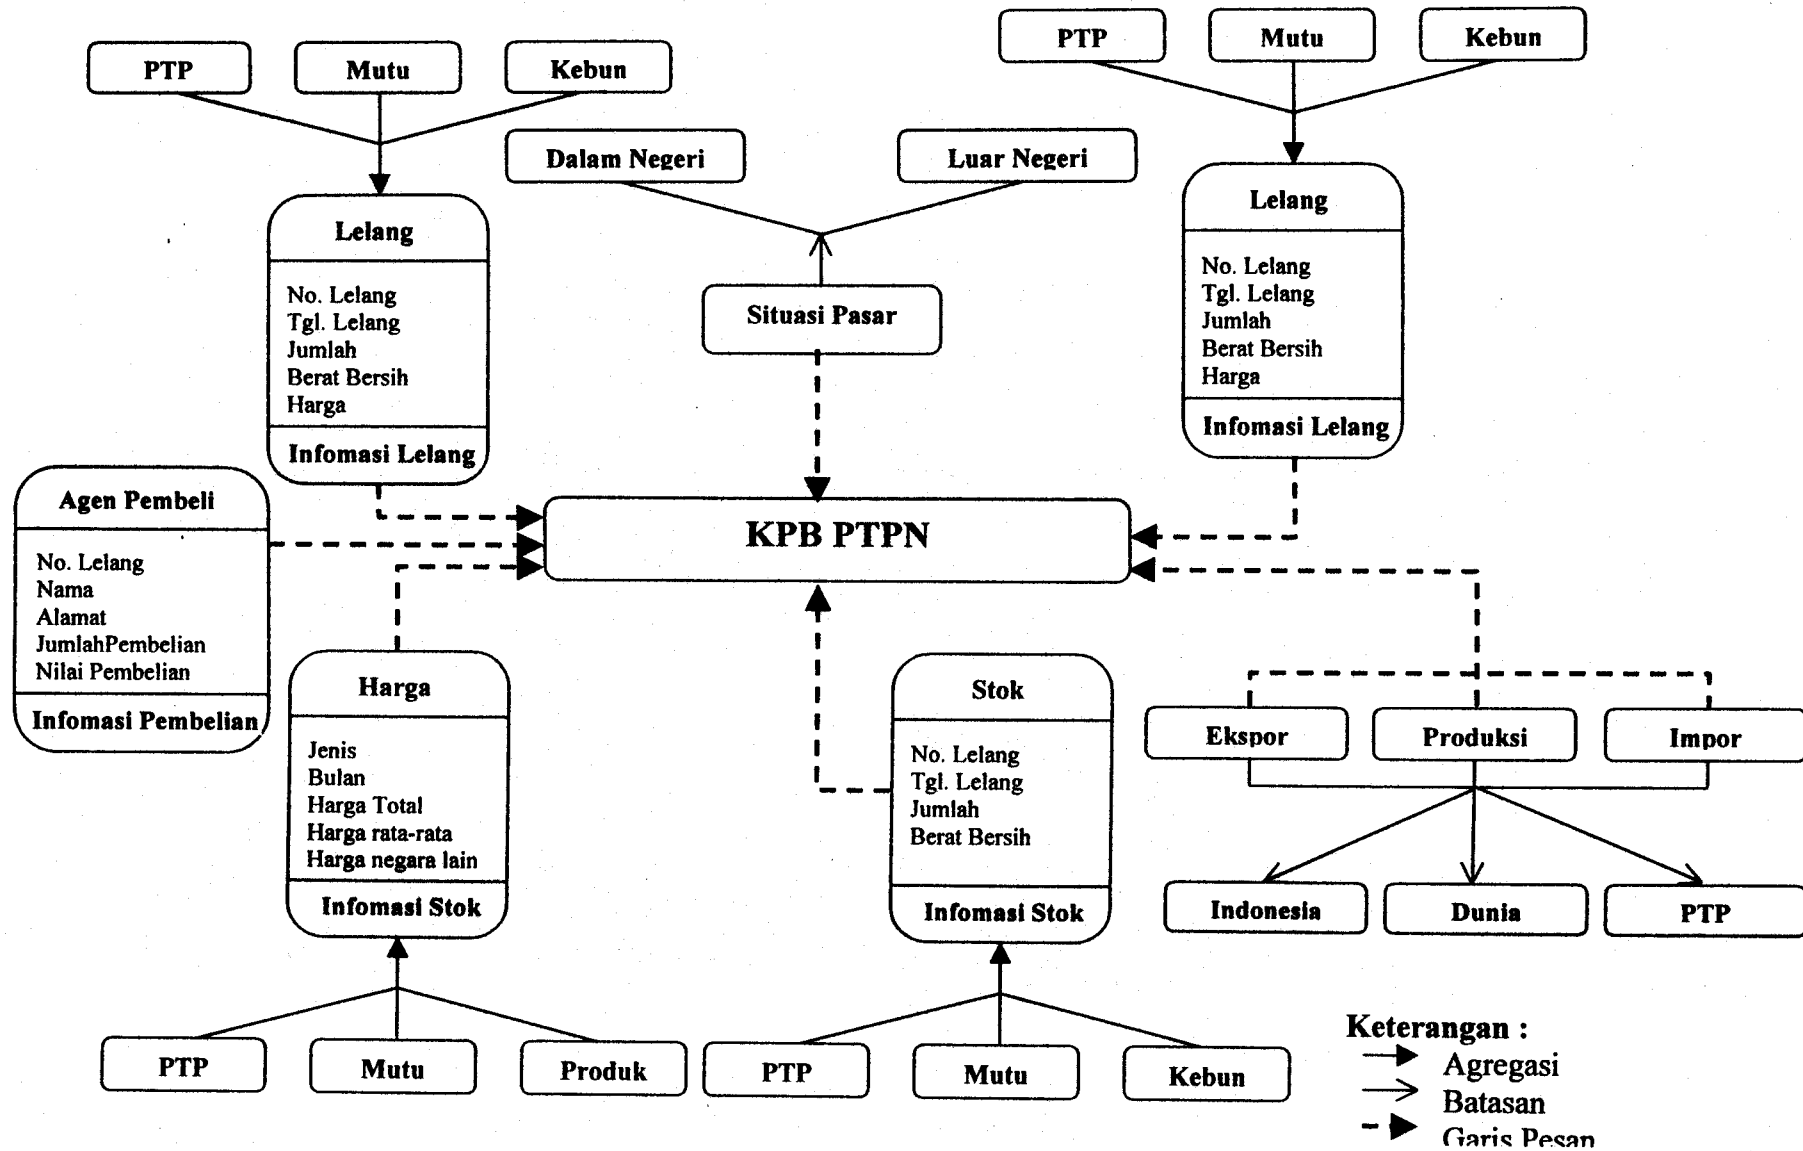 PTP
Mutu
Kebun
PTP
Mutu
Kebun
Dalam Negeri
Luar Negeri
Lelang
No. Lelang
Tgl. Lelang
Jumlah
Berat Bersih
Harga
Infomasi Lelang
Situasi Pasar
Lelang
No. Lelang
Tgl. Lelang
Jumlah
Berat Bersih
Harga
Infomasi Lelang
Agen Pembeli
No. Lelang
Nama
Alamat
JumlahPembelian
Nilai Pembelian
Infomasi Pembelian
KPB PTPN
Harga
Jenis
Bulan
Harga Total
Harga rata-rata
Harga negara lain
Infomasi Stok
Stok
No. Lelang
Tgl. Lelang
Jumlah
Berat Bersih
Infomasi Stok
Ekspor
Produksi
Impor
Indonesia
Dunia
PTP
PTP
Mutu
Produk
PTP
Mutu
Kebun
Keterangan :
Agregasi
Batasan
Garis Pesan